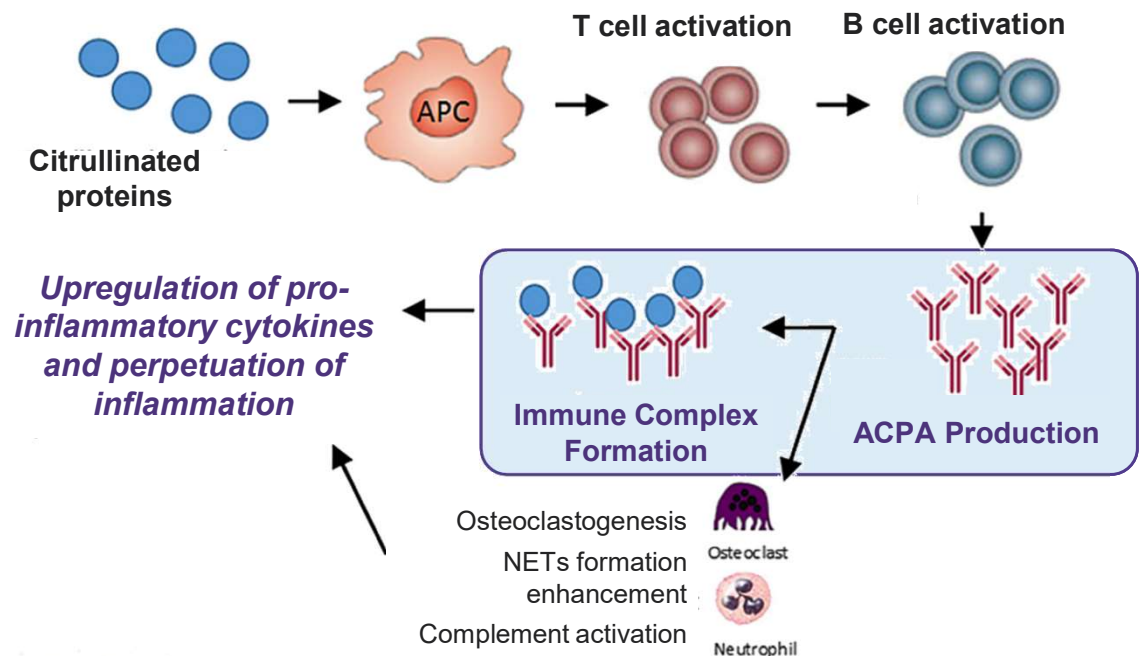 T cell activation
B cell activation
APC
Citrullinated
proteins
Upregulation of pro-
inflammatory cytokines
and perpetuation of
inflammation
Immune Complex
Formation
ACPA Production
Osteoclastogenesis
Osteoclast
NETs formation
enhancement
Complement activation
Neutrophil